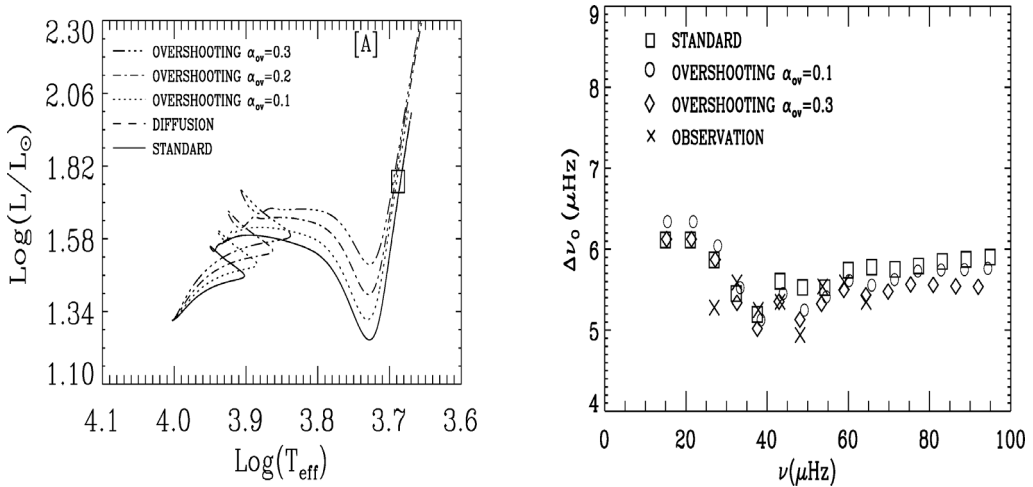 2.30
2.06
1.82
1.58
1.34
1.10
Log(L/L⊙)
[A]
OVERSHOOTING αov=0.3
OVERSHOOTING αov=0.2
OVERSHOOTING αov=0.1
DIFFUSION
STANDARD
4.1 4.0 3.9 3.8 3.7 3.6
Log(Teff)
9
8
7
6
5
4
Δν0 (μHz)
STANDARD
OVERSHOOTING αov=0.1
OVERSHOOTING αov=0.3
OBSERVATION
0 20 40 60 80 100
ν(μHz)